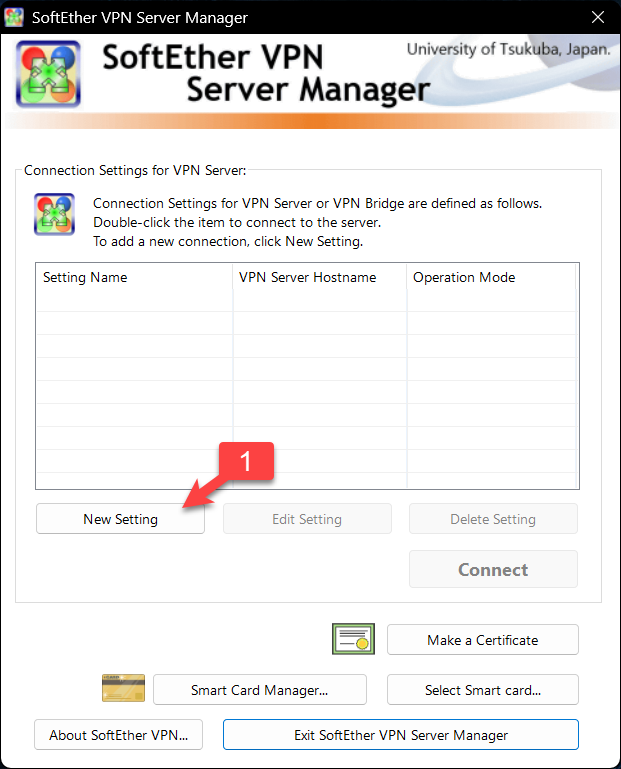 SoftEther VPN Server Manager
SoftEther VPN
Server Manager
University of Tsukuba, Japan.
Connection Settings for VPN Server:
Connection Settings for VPN Server or VPN Bridge are defined as follows.
Double-click the item to connect to the server.
To add a new connection, click New Setting.
Setting Name VPN Server Hostname Operation Mode
1
New Setting Edit Setting Delete Setting
Connect
Make a Certificate
Smart Card Manager... Select Smart card...
About SoftEther VPN... Exit SoftEther VPN Server Manager